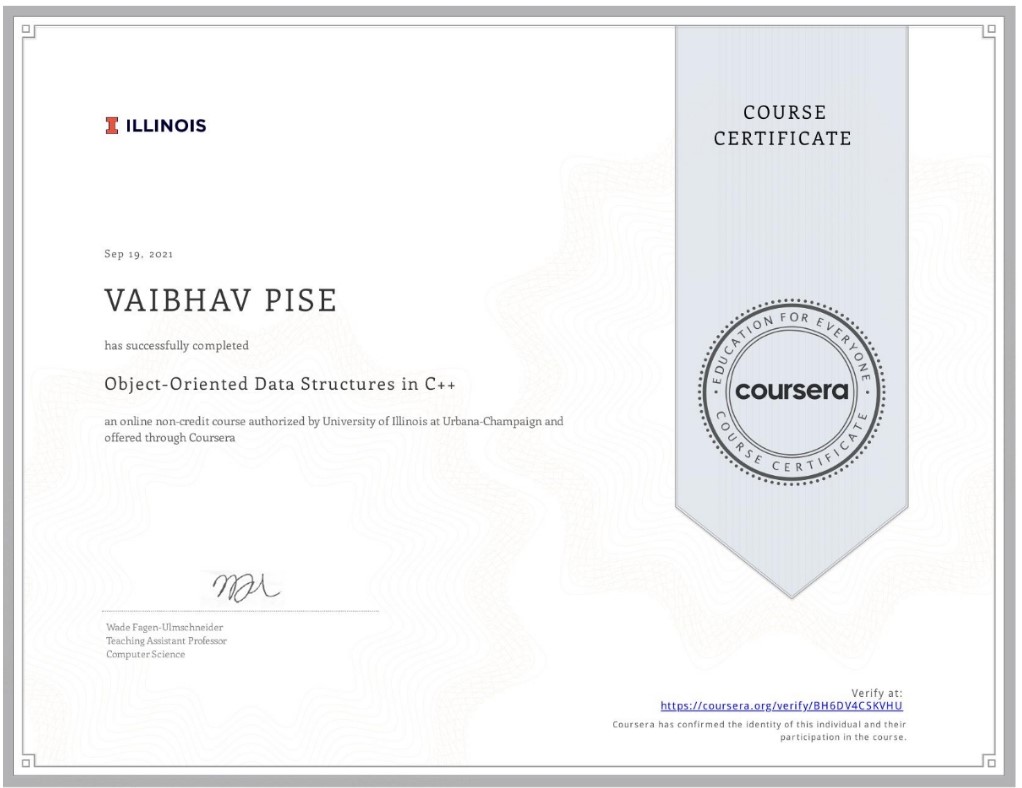 ILLINOIS
COURSE
CERTIFICATE
Sep 19, 2021
VAIBHAV PISE
has successfully completed
Object-Oriented Data Structures in C++
an online non-credit course authorized by University of Illinois at Urbana-Champaign and
offered through Coursera
EDUCATION FOR EVERYONE
coursera
COURSE CERTIFICATE
Wade Fagen-Ulmschneider
Teaching Assistant Professor
Computer Science
Verify at:
https://coursera.org/verify/BH6DV4CSKVHU
Coursera has confirmed the identity of this individual and their
participation in the course.